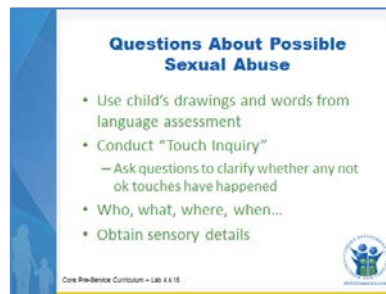 Questions About Possible
Sexual Abuse
• Use child's drawings and words from
language assessment
• Conduct "Touch Inquiry"
– Ask questions to clarify whether any not
ok touches have happened
• Who, what, where, when...
• Obtain sensory details
Core Pre-Service Curriculum – Lab 4.4.15